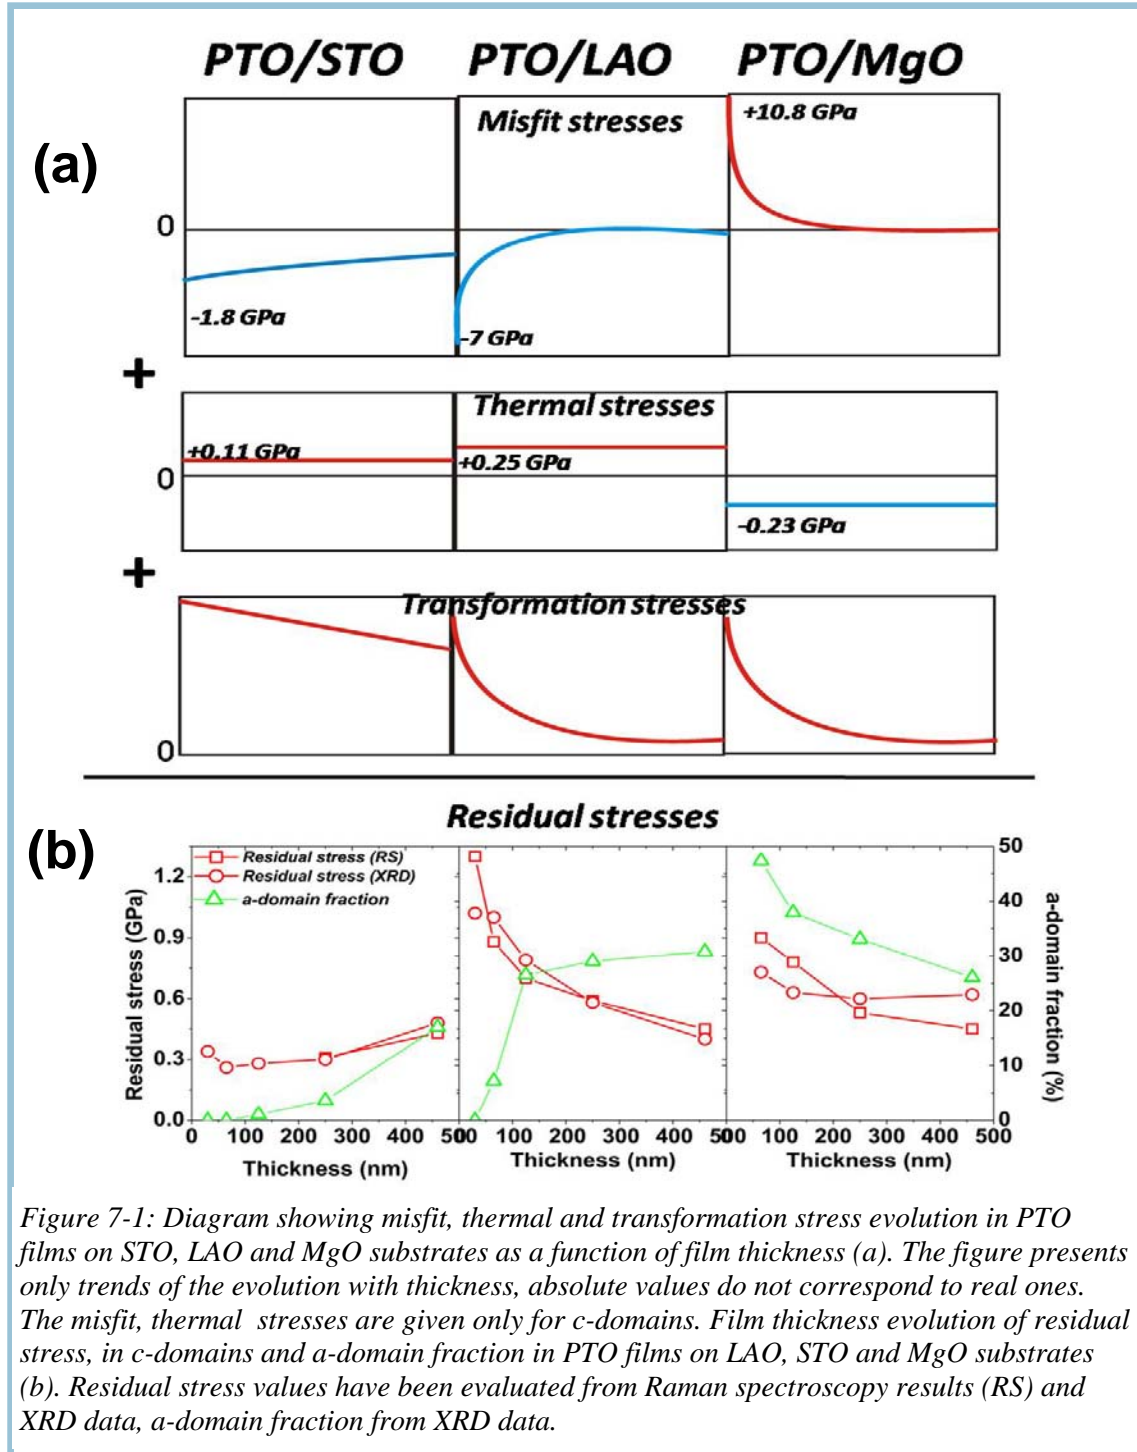 PTO/STO PTO/LAO PTO/MgO
(a)
Misfit stresses
+10.8 GPa
0
-1.8 GPa
-7 GPa
+
Thermal stresses
+0.11 GPa
+0.25 GPa
0
-0.23 GPa
+
Transformation stresses
0
Residual stresses
(b)
Residual stress (RS)
Residual stress (XRD)
a-domain fraction
Residual stress (GPa)
1.2
0.9
0.6
0.3
0.0
50
40
30
20
10
0
a-domain fraction (%)
0 100 200 300 400 500 100 200 300 400 500 100 200 300 400 500
Thickness (nm) Thickness (nm) Thickness (nm)
Figure 7-1: Diagram showing misfit, thermal and transformation stress evolution in PTO
films on STO, LAO and MgO substrates as a function of film thickness (a). The figure presents
only trends of the evolution with thickness, absolute values do not correspond to real ones.
The misfit, thermal stresses are given only for c-domains. Film thickness evolution of residual
stress, in c-domains and a-domain fraction in PTO films on LAO, STO and MgO substrates
(b). Residual stress values have been evaluated from Raman spectroscopy results (RS) and
XRD data, a-domain fraction from XRD data.